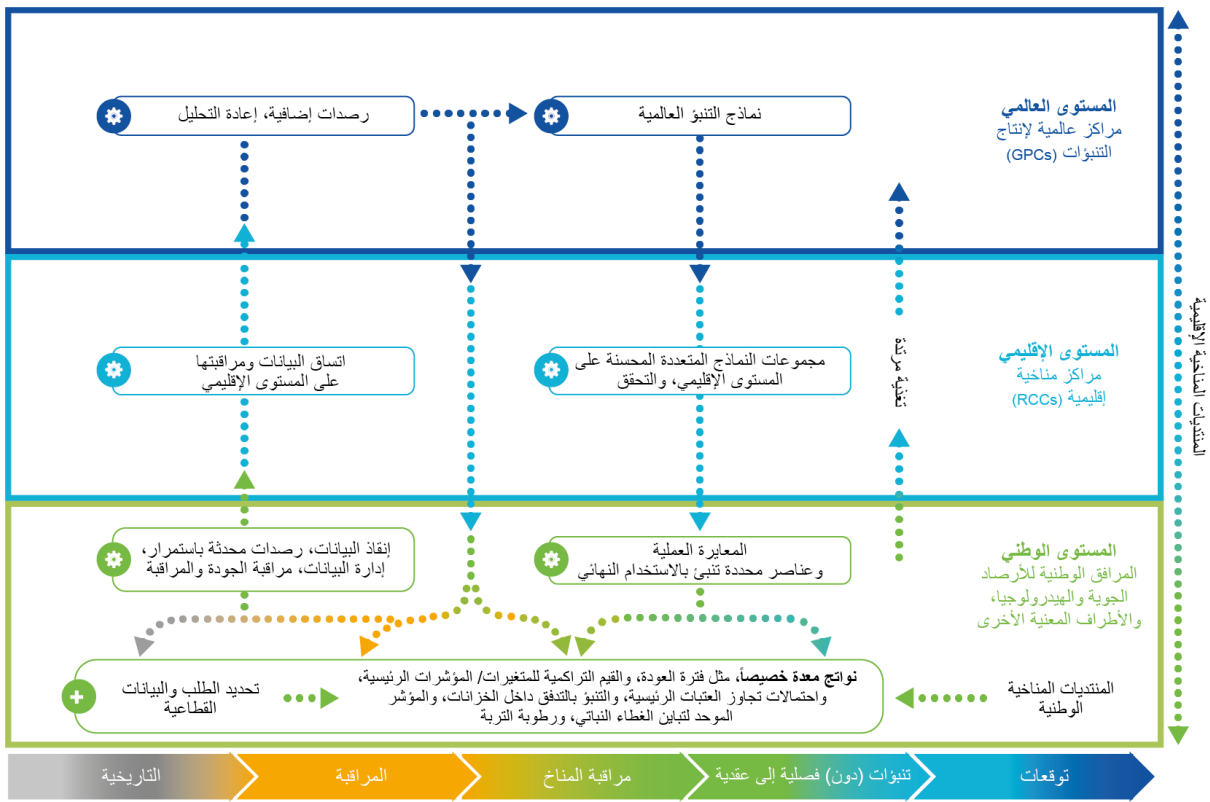 المستوى العالمي
مراكز عالمية لإنتاج
التنبؤات (GPCs)
نماذج التنبؤ العالمية
رصدات إضافية، إعادة التحليل
المستوى الإقليمي
مراكز مناخية
إقليمية (RCCs)
تغذية مرتدة
مجموعات النماذج المتعددة المحسنة على
المستوى الإقليمي، والتحقق
اتساق البيانات ومراقبتها
على المستوى الإقليمي
المنتديات المناخية الإقليمية
المستوى الوطني
المرافق الوطنية للأرصاد
الجوية والهيدرولوجيا،
والأطراف المعنية الأخرى
المعايرة العملية
وعناصر محددة تنبئ بالاستخدام النهائي
إنقاذ البيانات، رصدات محدثة باستمرار،
إدارة البيانات، مراقبة الجودة والمراقبة
المنتديات المناخية
الوطنية
نواتج معدة خصيصاً، مثل فترة العودة، والقيم التراكمية للمتغيرات/ المؤشرات الرئيسية،
واحتمالات تجاوز العتبات الرئيسية، والتنبؤ بالتدفق داخل الخزانات، والمؤشر
الموحد لتباين الغطاء النباتي، ورطوبة التربة
تحديد الطلب والبيانات
القطاعية
توقعات
تنبؤات (دون) فصلية إلى عقدية
مراقبة المناخ
المراقبة
التاريخية